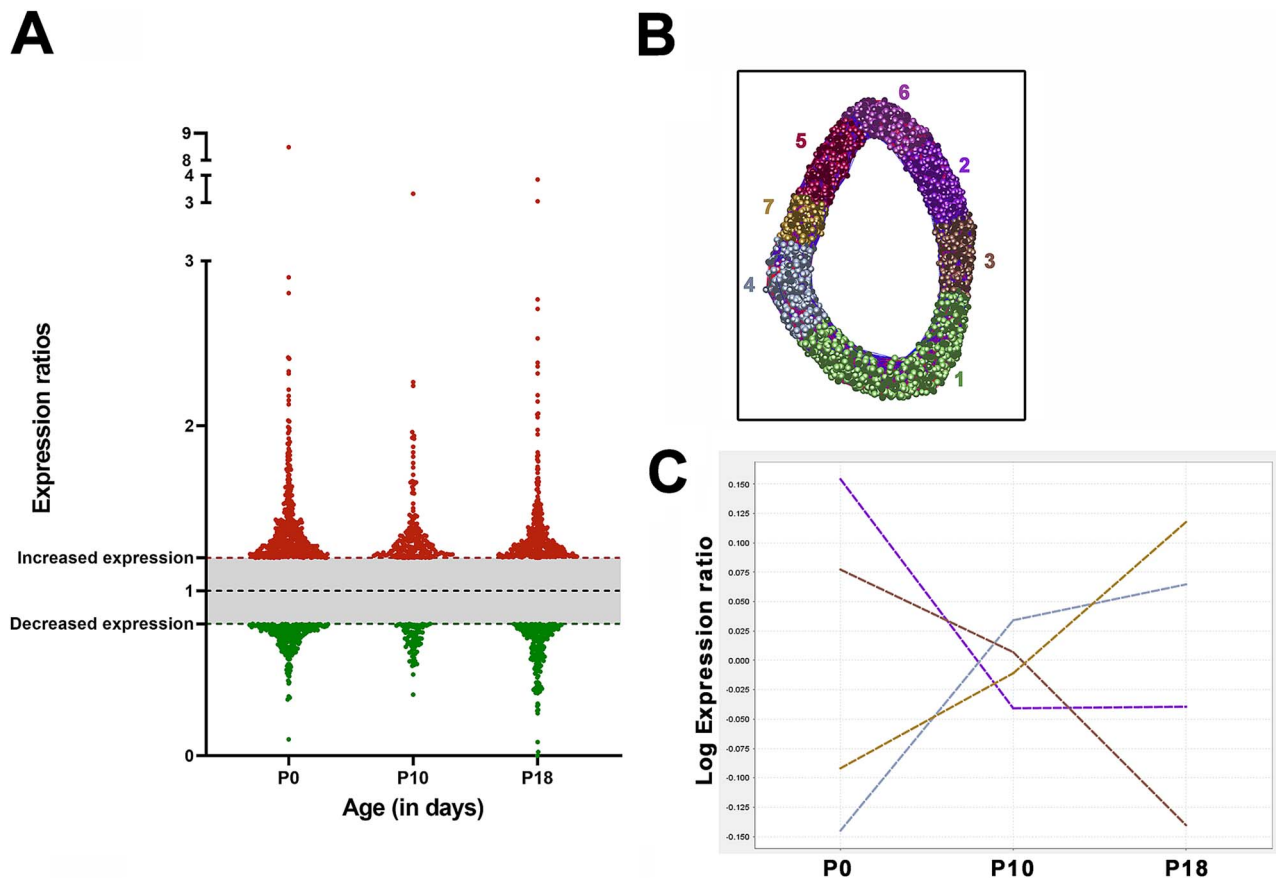 A
9
8
4
3
3
2
Increased expression
1
Decreased expression
0
Expression ratios
P0 P10 P18
Age (in days)
B
6
5
2
7
3
4
1
C
0.150
0.125
0.100
0.075
0.050
0.025
0.000
-0.025
-0.050
-0.075
-0.100
-0.125
-0.150
Log Expression ratio
P0 P10 P18